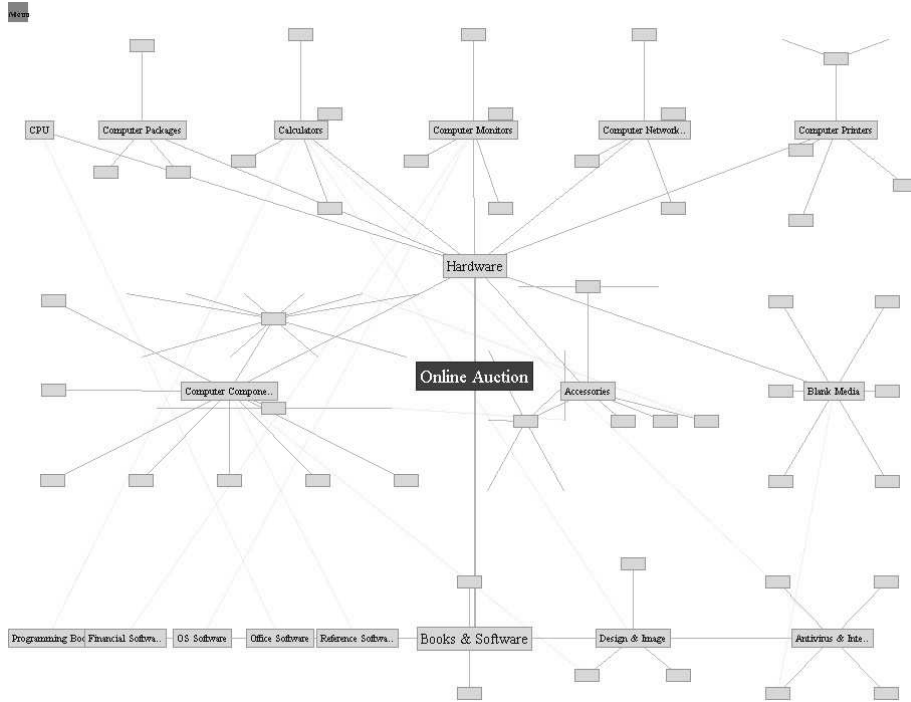 Menu
CPU
Computer Packages
Calculators
Computer Monitors
Computer Network..
Computer Printers
Hardware
Online Auction
Computer Compone..
Accessories
Blank Media
Programming Boo
Financial Softwa..
OS Software
Office Software
Reference Softwa..
Books & Software
Design & Image
Antivirus & Inte..